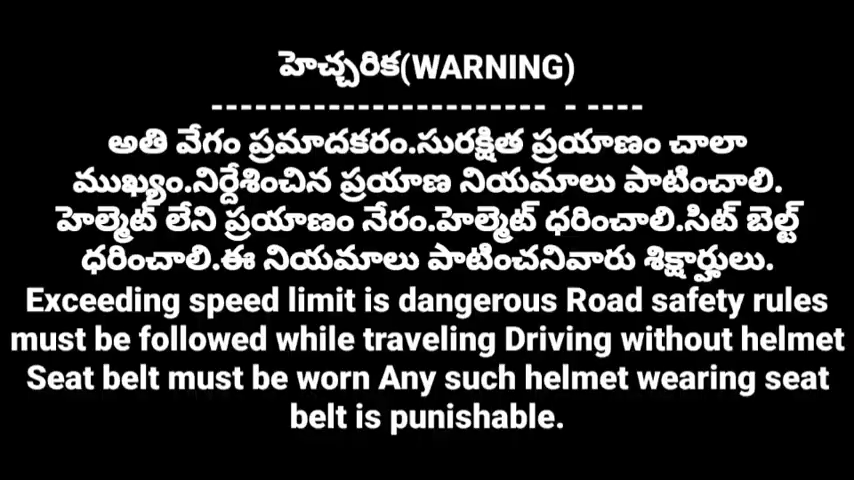 హెచ్చరిక(WARNING)
----------------------- - ----
అతి వేగం ప్రమాదకరం.సురక్షిత ప్రయాణం చాలా
ముఖ్యం.నిర్దేశించిన ప్రయాణ నియమాలు పాటించాలి.
హెల్మెట్ లేని ప్రయాణం నేరం.హెల్మెట్ ధరించాలి.సిట్ బెల్ట్
ధరించాలి.ఈ నియమాలు పాటించనివారు శిక్షార్హులు.
Exceeding speed limit is dangerous Road safety rules
must be followed while traveling Driving without helmet
Seat belt must be worn Any such helmet wearing seat
belt is punishable.